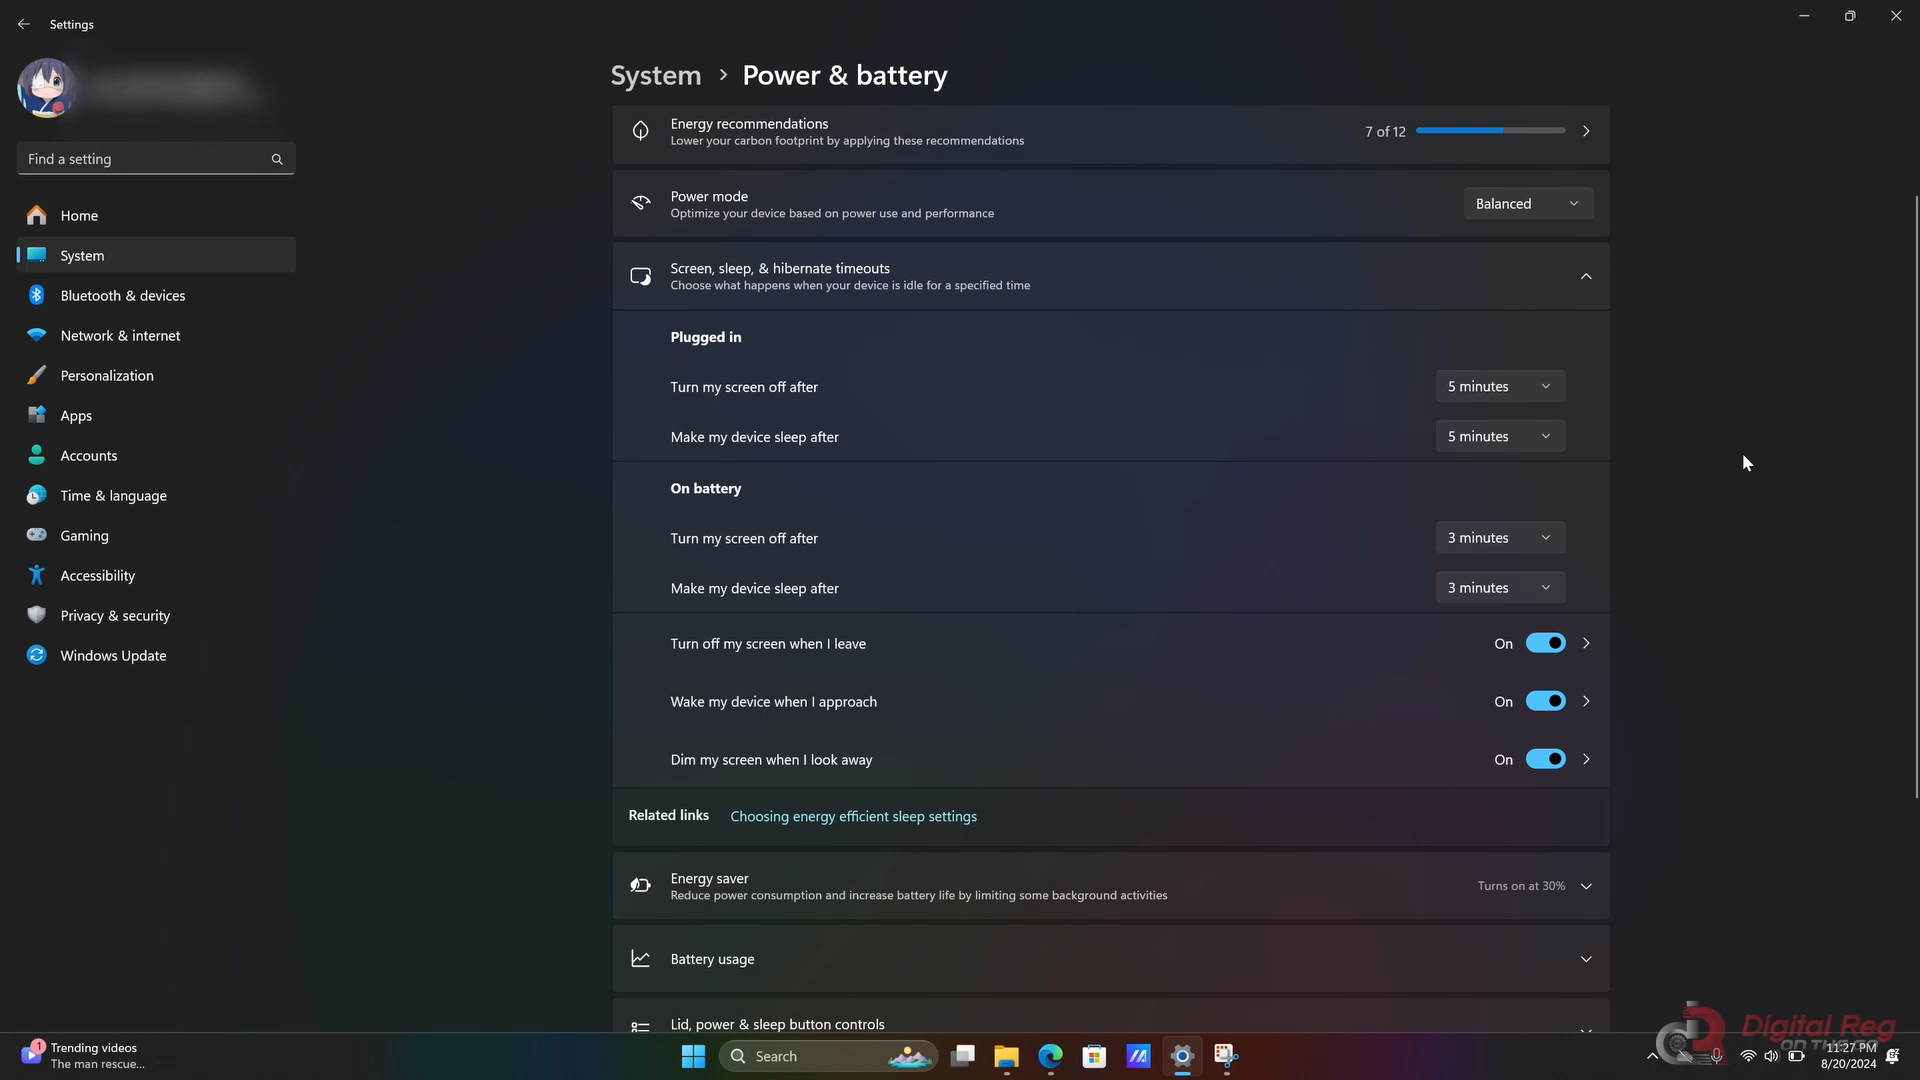 Settings
Find a setting
Home
System
Bluetooth & devices
Network & internet
Personalization
Apps
Accounts
Time & language
Gaming
Accessibility
Privacy & security
Windows Update
System > Power & battery
Energy recommendations
Lower your carbon footprint by applying these recommendations
7 of 12
Power mode
Optimize your device based on power use and performance
Balanced
Screen, sleep, & hibernate timeouts
Choose what happens when your device is idle for a specified time
Plugged in
Turn my screen off after
5 minutes
Make my device sleep after
5 minutes
On battery
Turn my screen off after
3 minutes
Make my device sleep after
3 minutes
Turn off my screen when I leave
On
Wake my device when I approach
On
Dim my screen when I look away
On
Related links
Choosing energy efficient sleep settings
Energy saver
Reduce power consumption and increase battery life by limiting some background activities
Turns on at 30%
Battery usage
Lid, power & sleep button controls
1
Trending videos
The man rescue...
Search
Digital Reg
ON THE GO
11:27 PM
8/20/2024